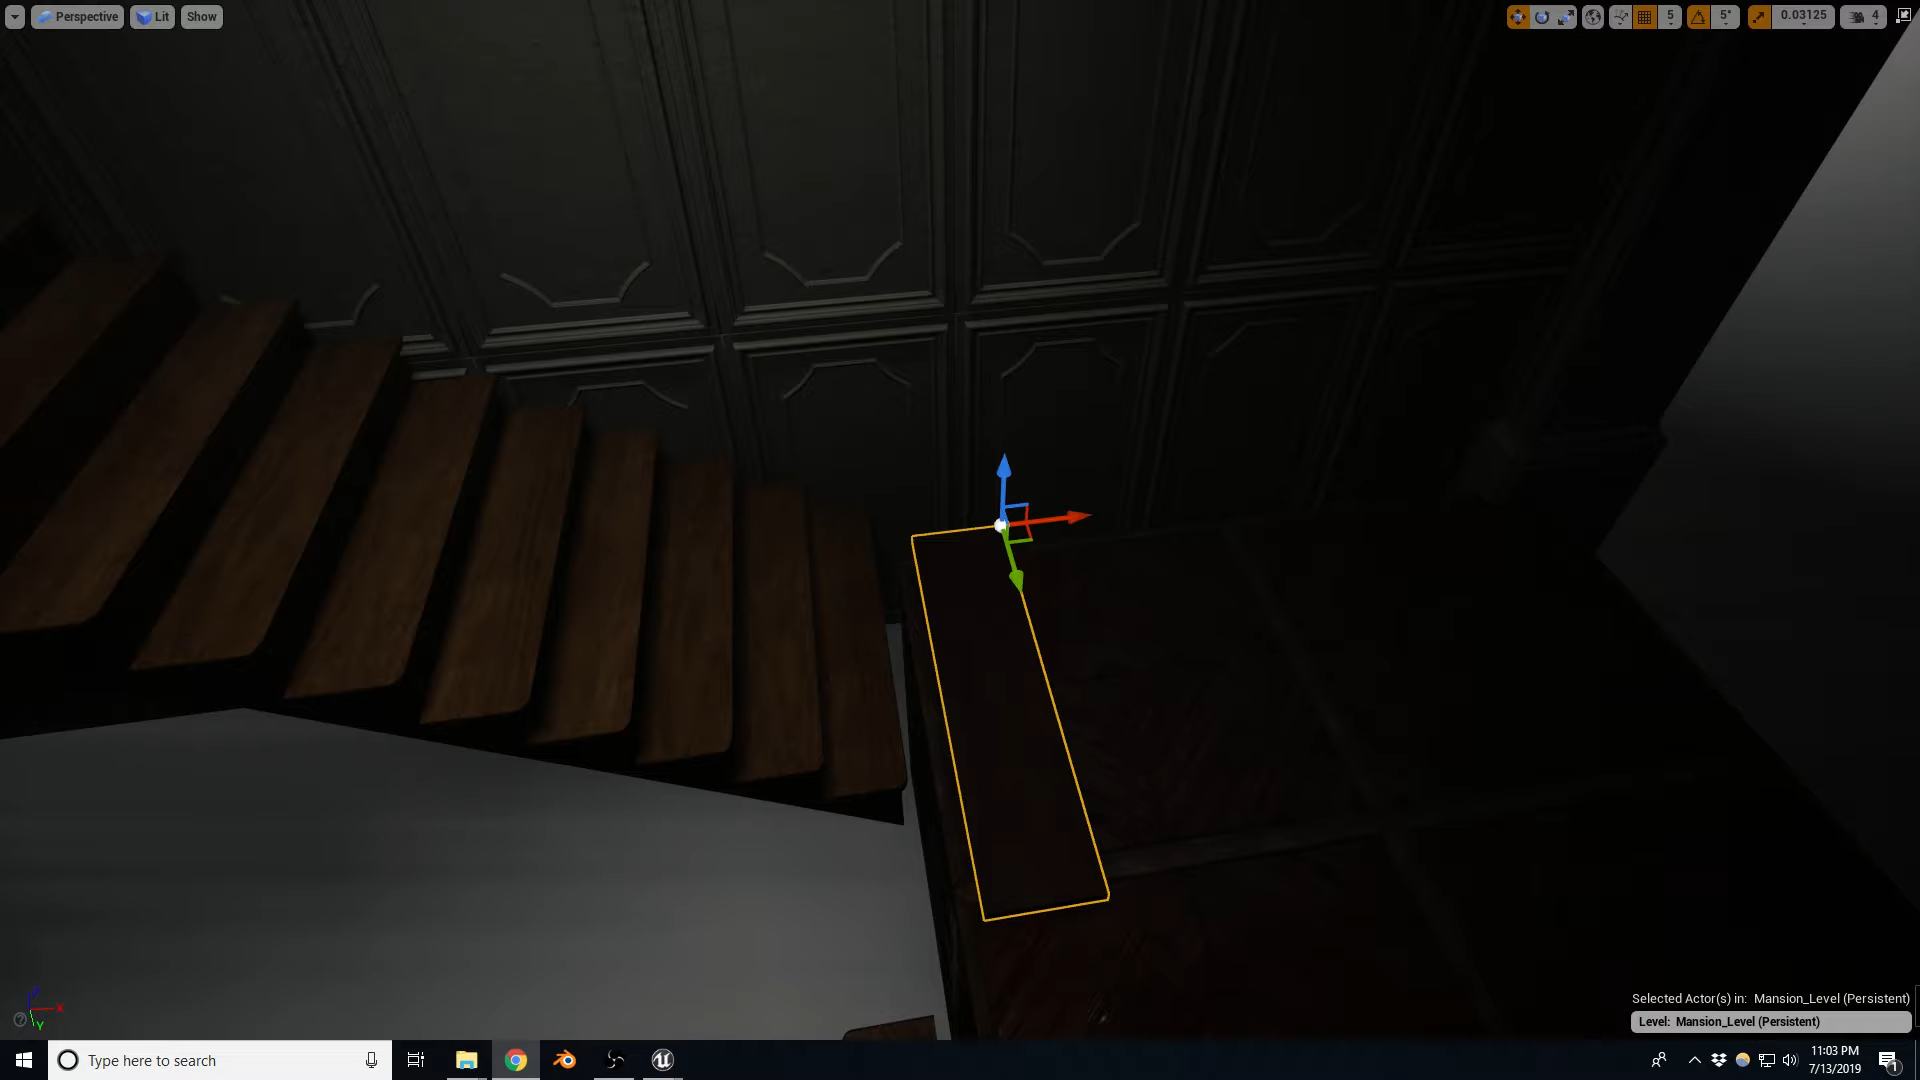 Perspective Lit Show 5 5° 0.03125 4
Z
X
Y
Selected Actor(s) in: Mansion_Level (Persistent)
Level: Mansion_Level (Persistent)
Type here to search
11:03 PM
7/13/2019
1